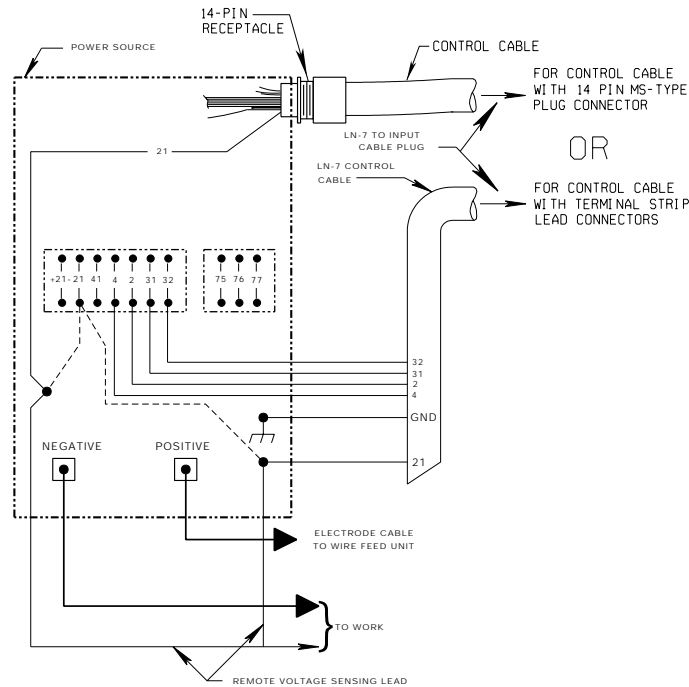 14-PIN
RECEPTACLE
POWER SOURCE
CONTROL CABLE
FOR CONTROL CABLE
WITH 14 PIN MS-TYPE
PLUG CONNECTOR
LN-7 TO INPUT
CABLE PLUG
OR
21
LN-7 CONTROL
CABLE
FOR CONTROL CABLE
WITH TERMINAL STRIP
LEAD CONNECTORS
+21- 21 41 4 2 31 32 75 76 77
32
31
2
4
GND
NEGATIVE POSITIVE
21
ELECTRODE CABLE
TO WIRE FEED UNIT
TO WORK
REMOTE VOLTAGE SENSING LEAD